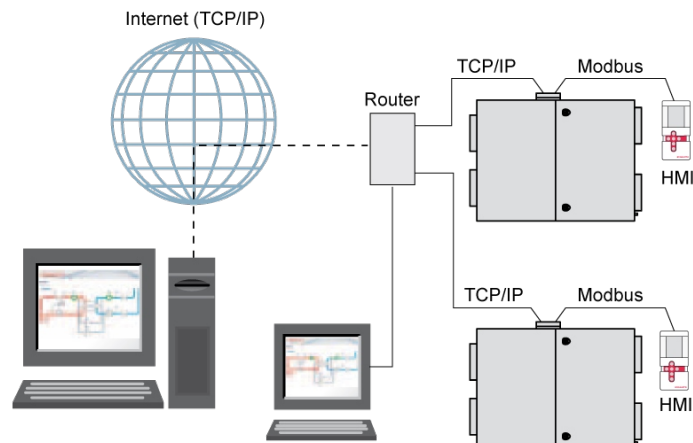 Internet (TCP/IP)
TCP/IP
Modbus
Router
HMI
TCP/IP
Modbus
HMI